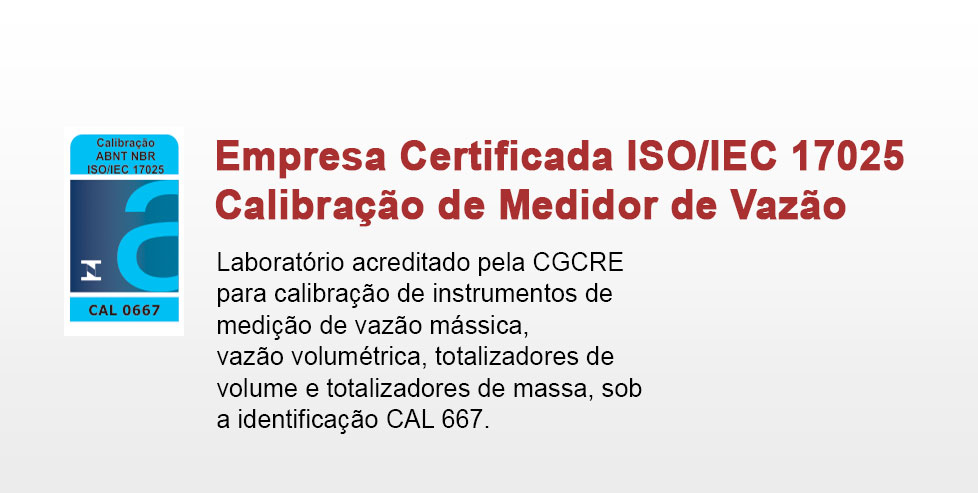 Calibração
ABNT NBR
ISO/IEC 17025
CAL 0667
Empresa Certificada ISO/IEC 17025
Calibração de Medidor de Vazão
Laboratório acreditado pela CGCRE
para calibração de instrumentos de
medição de vazão mássica,
vazão volumétrica, totalizadores de
volume e totalizadores de massa, sob
a identificação CAL 667.